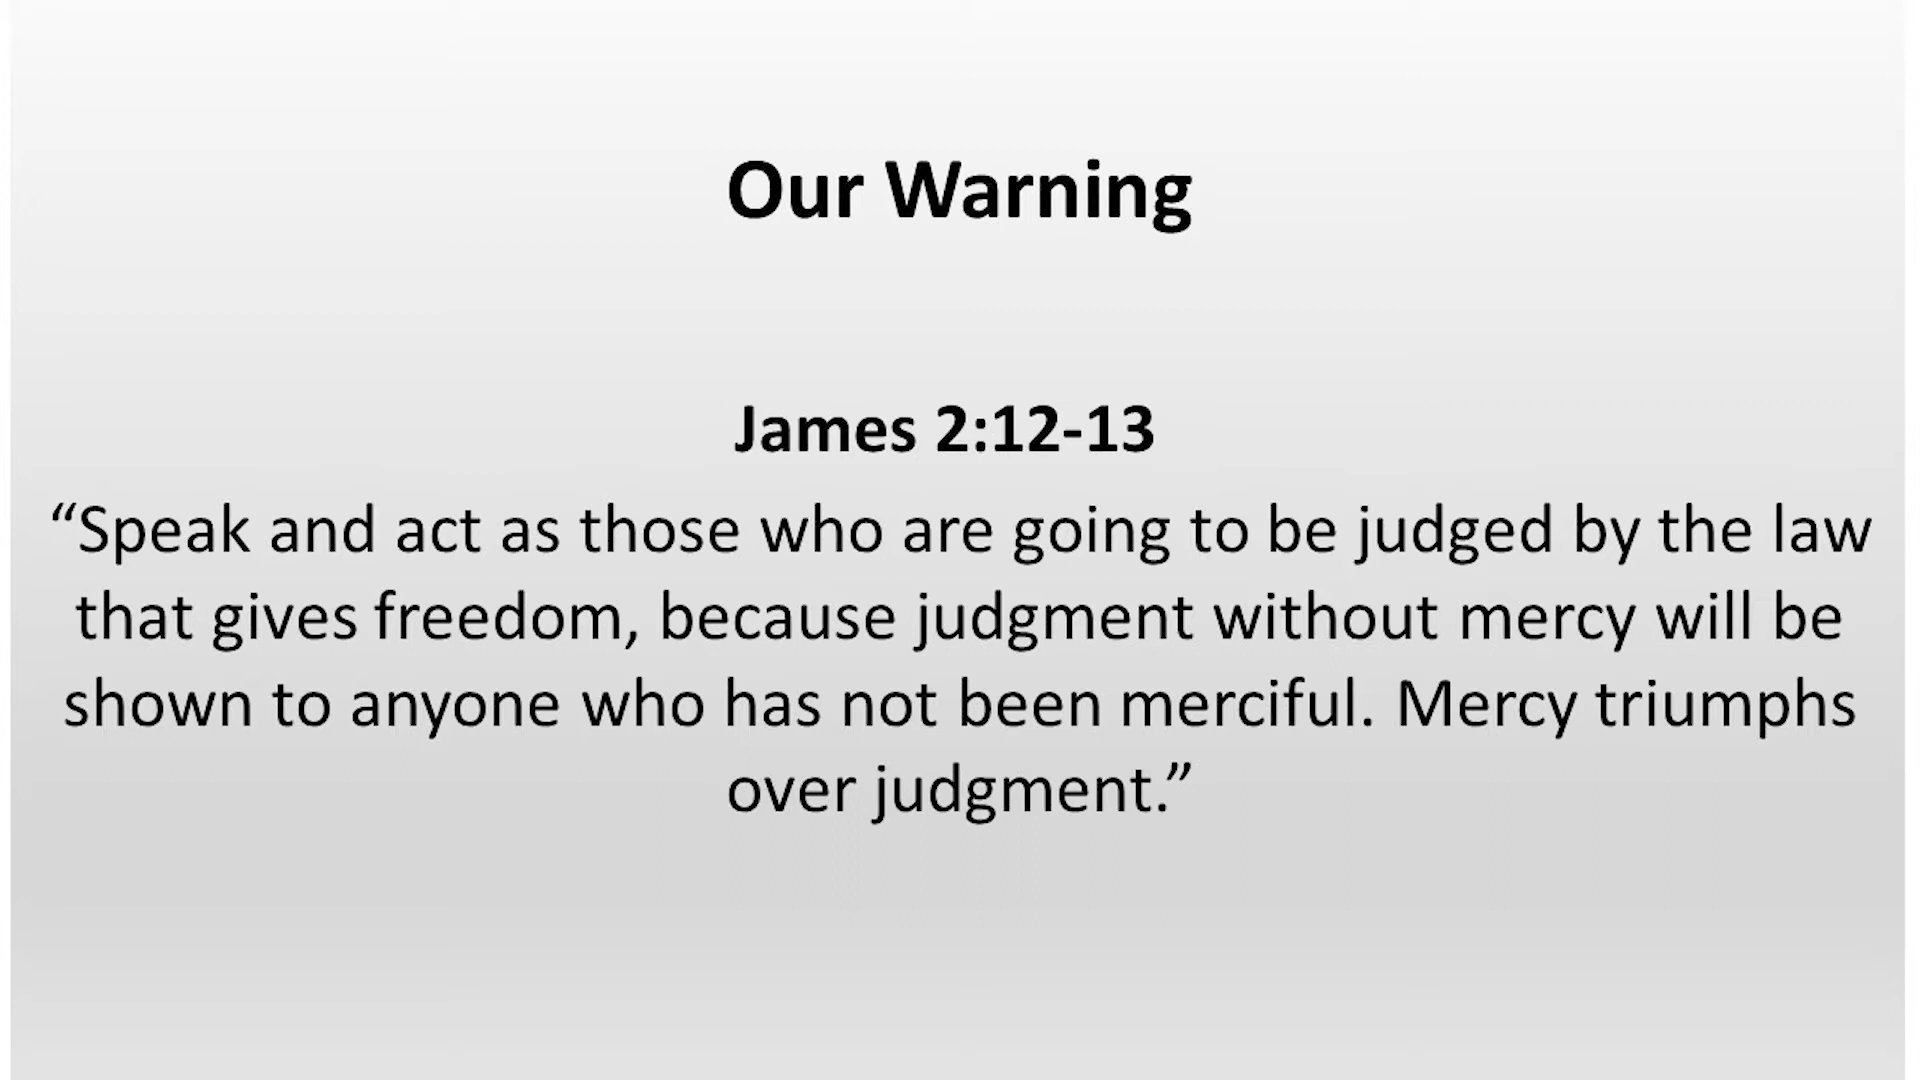 Our Warning
James 2:12-13
“Speak and act as those who are going to be judged by the law
that gives freedom, because judgment without mercy will be
shown to anyone who has not been merciful. Mercy triumphs
over judgment.”